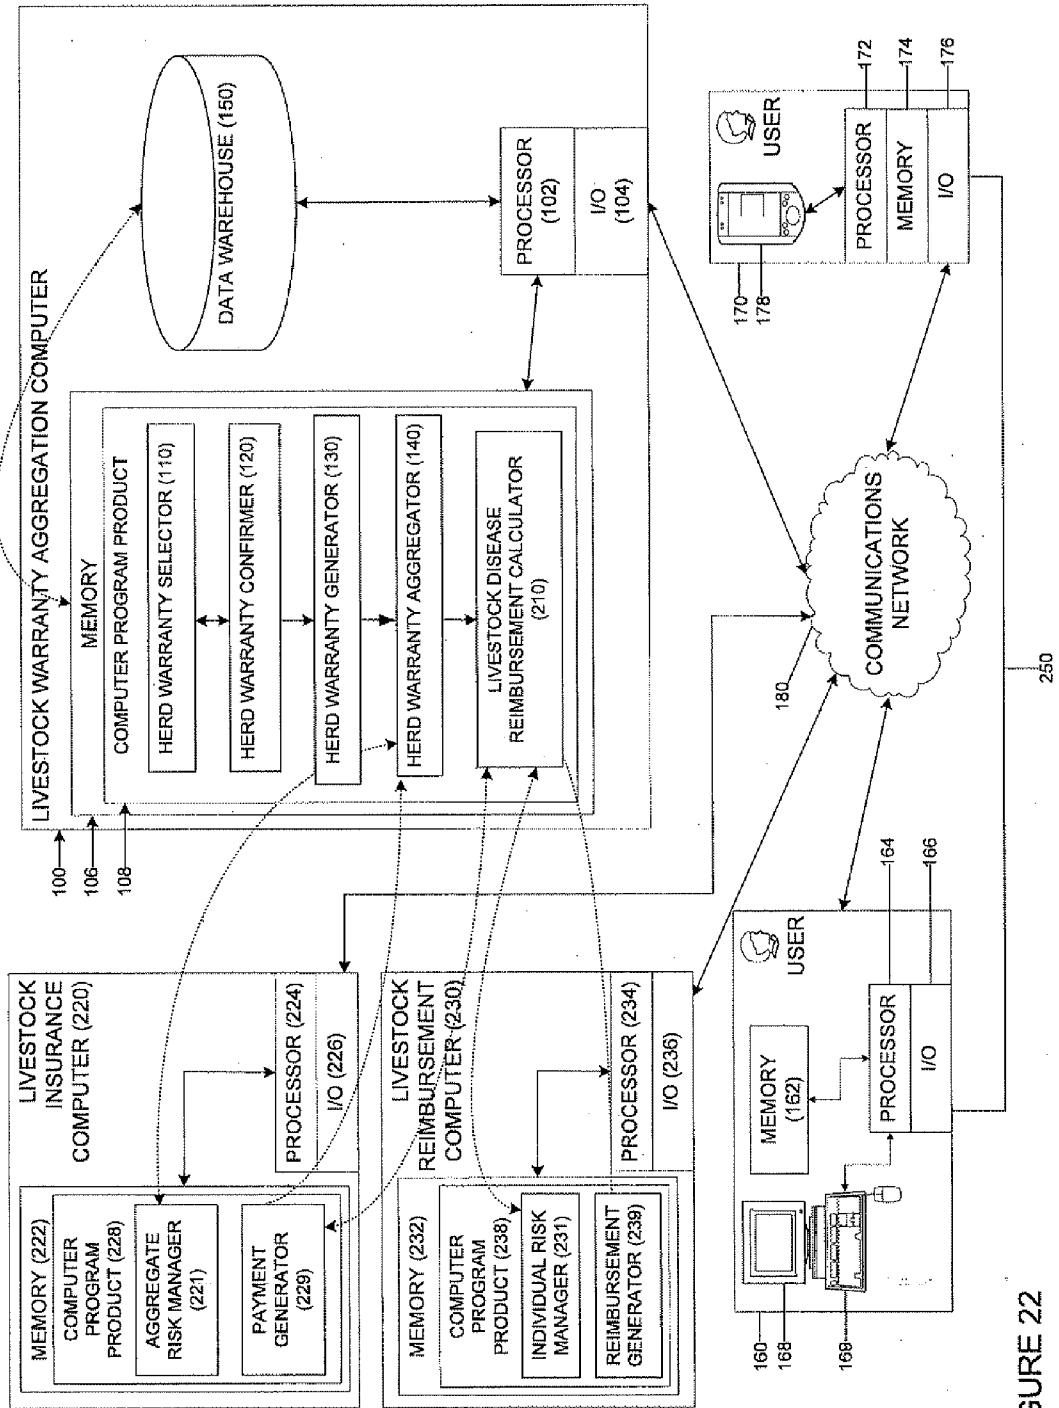 LIVESTOCK WARRANTY AGGREGATION COMPUTER
MEMORY
COMPUTER PROGRAM PRODUCT
HERD WARRANTY SELECTOR (110)
HERD WARRANTY CONFIRMER (120)
HERD WARRANTY GENERATOR (130)
HERD WARRANTY AGGREGATOR (140)
LIVESTOCK DISEASE
REIMBURSEMENT CALCULATOR
(210)
DATA WAREHOUSE (150)
PROCESSOR
(102)
I/O
(104)
100
106
108
LIVESTOCK
INSURANCE
COMPUTER (220)
MEMORY (222)
COMPUTER
PROGRAM
PRODUCT (228)
AGGREGATE
RISK MANAGER
(221)
PAYMENT
GENERATOR
(229)
PROCESSOR (224)
I/O (226)
LIVESTOCK
REIMBURSEMENT
COMPUTER (230)
MEMORY (232)
COMPUTER
PROGRAM
PRODUCT (238)
INDIVIDUAL RISK
MANAGER (231)
REIMBURSEMENT
GENERATOR (239)
PROCESSOR (234)
I/O (236)
USER
MEMORY
(162)
PROCESSOR
I/O
164
166
160
168
169
180
COMMUNICATIONS
NETWORK
USER
PROCESSOR
MEMORY
I/O
172
174
176
170
178
250
GURE 22